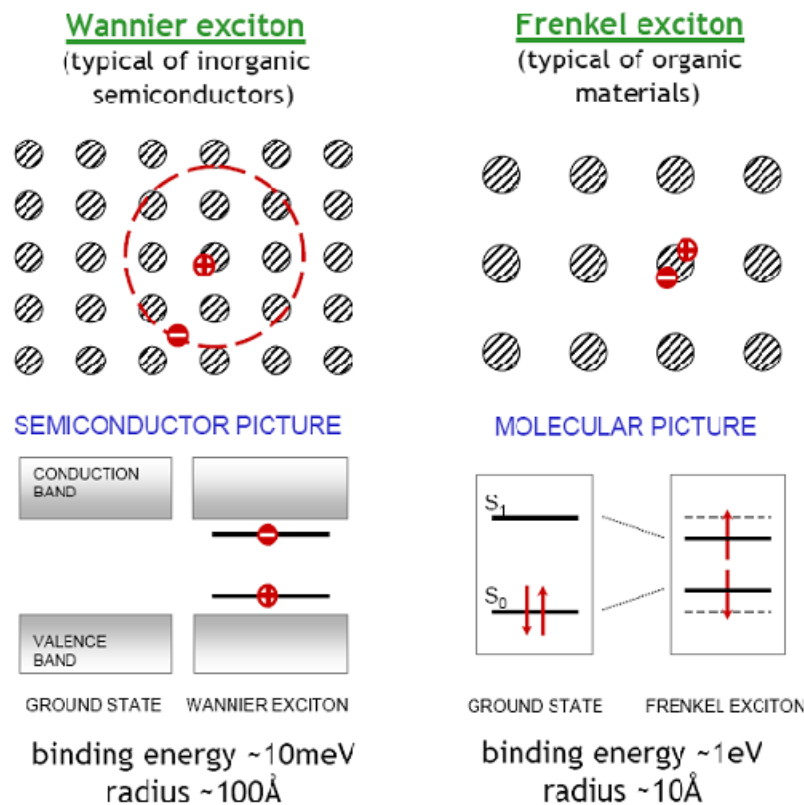 Wannier exciton
(typical of inorganic
semiconductors)
SEMICONDUCTOR PICTURE
CONDUCTION
BAND
VALENCE
BAND
GROUND STATE
WANNIER EXCITON
binding energy ~10meV
radius ~100Å
Frenkel exciton
(typical of organic
materials)
MOLECULAR PICTURE
S1
S0
GROUND STATE
FRENKEL EXCITON
binding energy ~1eV
radius ~10Å